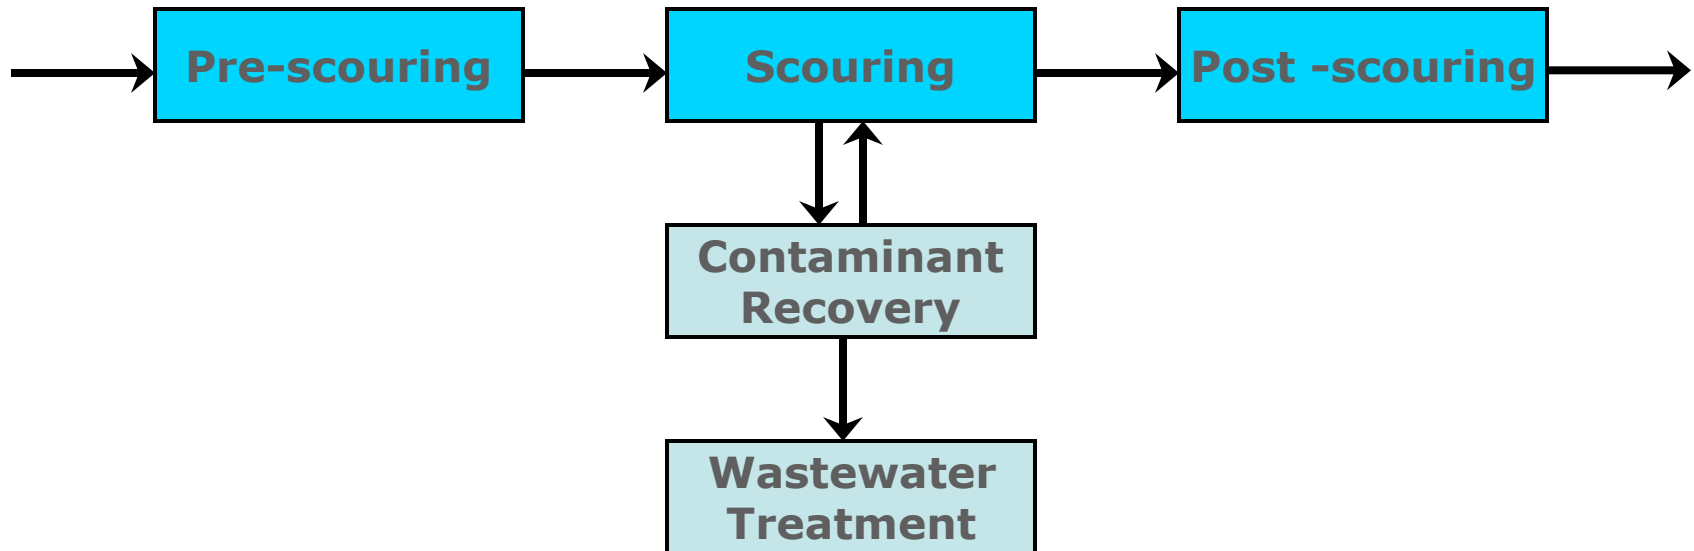 Pre-scouring
Scouring
Post -scouring
Contaminant
Recovery
Wastewater
Treatment